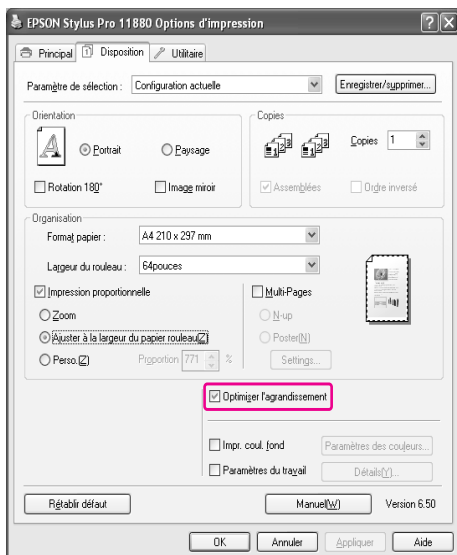 EPSON Stylus Pro 11880 Options d'impression
Principal Disposition Utilitaire
Paramètre de sélection : Configuration actuelle Enregistrer/supprimer...
Orientation Copies
Portrait Paysage Copies 1
Rotation 180° Image miroir Assemblées Ordre inversé
Organisation
Format papier : A4 210 x 297 mm
Largeur du rouleau : 64pouces
Impression proportionnelle Multi-Pages
Zoom N-up
Ajuster à la largeur du papier rouleau(Z) Poster(N)
Perso.(Z) Proportion 771 % Settings...
Optimiser l'agrandissement
Impr. coul. fond Paramètres des couleurs...
Paramètres du travail Détails(Y)...
Rétablir défaut Manuel(W) Version 6.50
OK Annuler Appliquer Aide